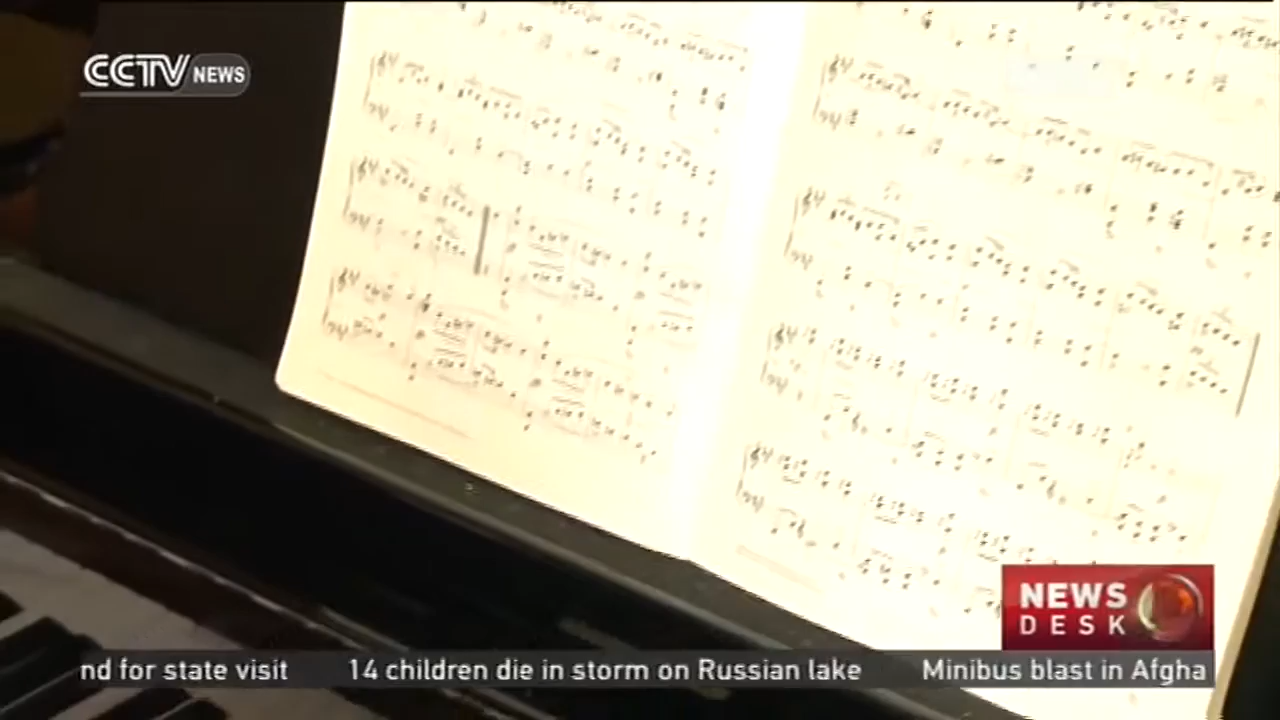 CCTV NEWS
NEWS
DESK
nd for state visit 14 children die in storm on Russian lake Minibus blast in Afgha